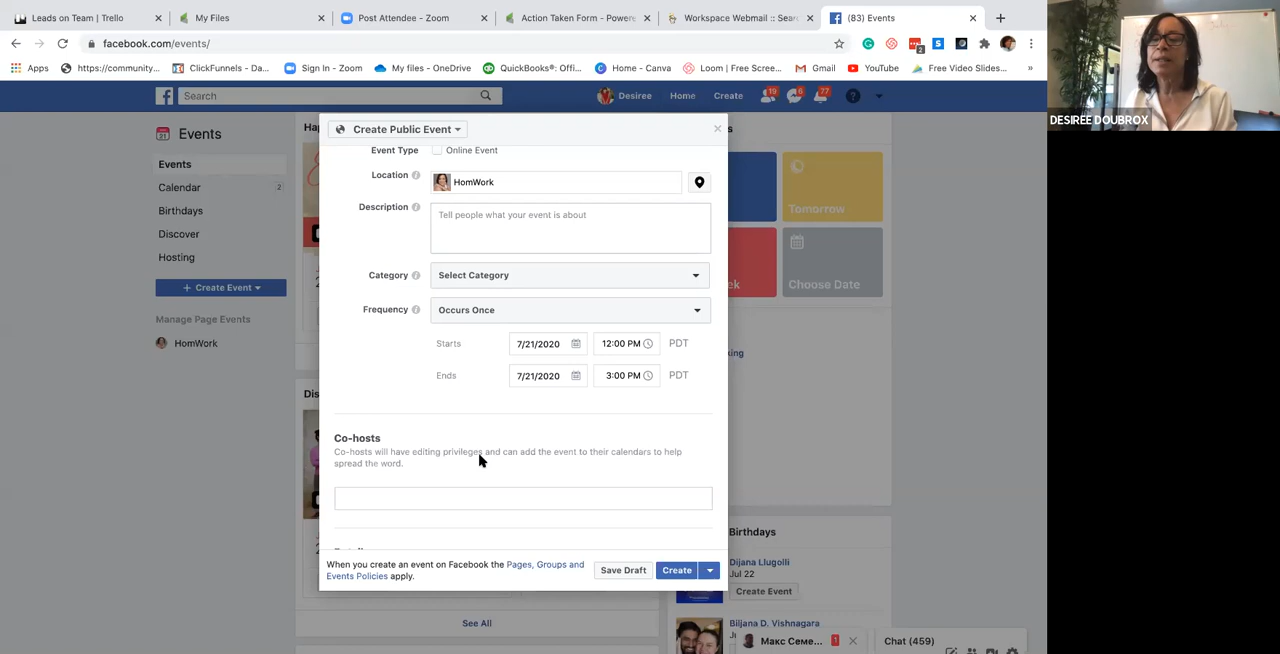 Leads on Team | Trello
My Files
Post Attendee - Zoom
Action Taken Form - Powere
Workspace Webmail :: Sear
(83) Events
facebook.com/events/
2
Apps
https://community...
ClickFunnels - Da...
Sign In - Zoom
My files - OneDrive
QuickBooks®: Offi...
Home - Canva
Loom | Free Scree...
Gmail
YouTube
Free Video Slides...
»
Search
Desiree
Home
Create
19
6
77
DESIREE DOUBROX
Events
Events
Calendar
2
Birthdays
Discover
Hosting
+ Create Event
Manage Page Events
HomWork
Create Public Event
Event Type
Online Event
Location
HomWork
Description
Tell people what your event is about
Category
Select Category
Frequency
Occurs Once
Starts
7/21/2020
12:00 PM
PDT
Ends
7/21/2020
3:00 PM
PDT
Co-hosts
Co-hosts will have editing privileges and can add the event to their calendars to help
spread the word.
When you create an event on Facebook the Pages, Groups and
Events Policies apply.
Save Draft
Create
Tomorrow
Choose Date
See All
Birthdays
Dijana Llugolli
Jul 22
Create Event
Biljana D. Vishnagara
Макс Семе...
1
Chat (459)